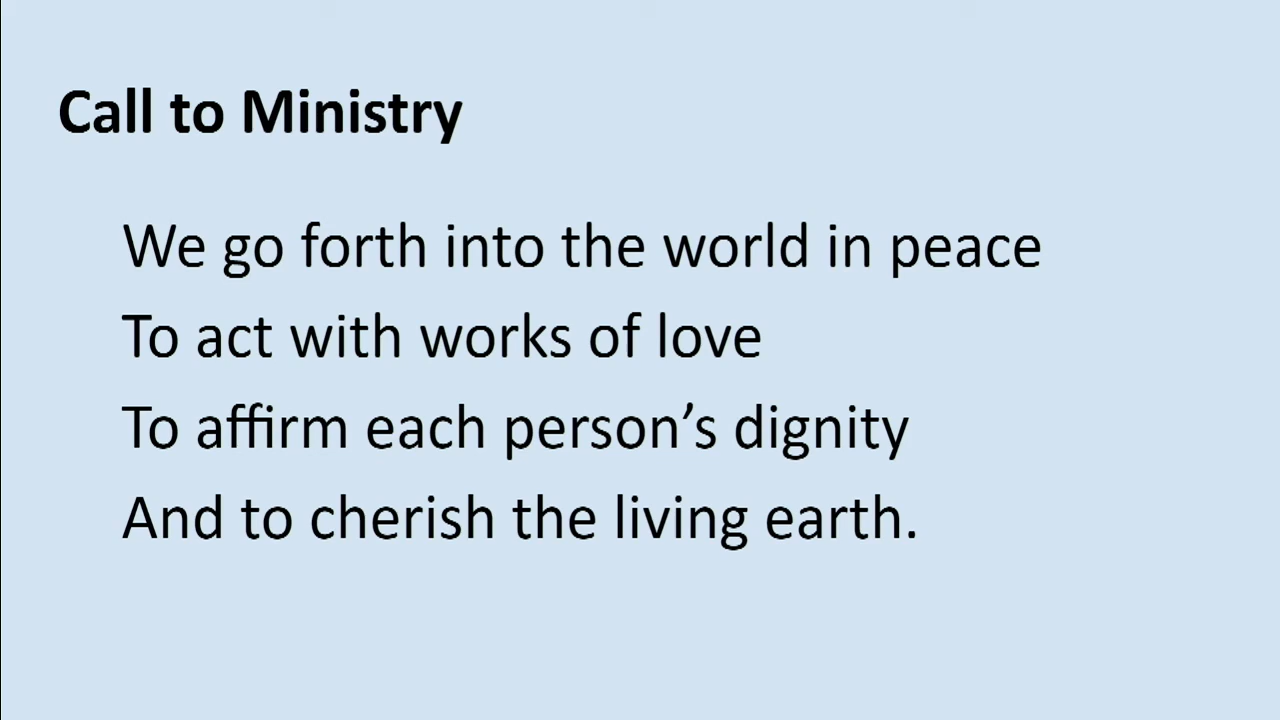 Call to Ministry
We go forth into the world in peace
To act with works of love
To affirm each person’s dignity
And to cherish the living earth.